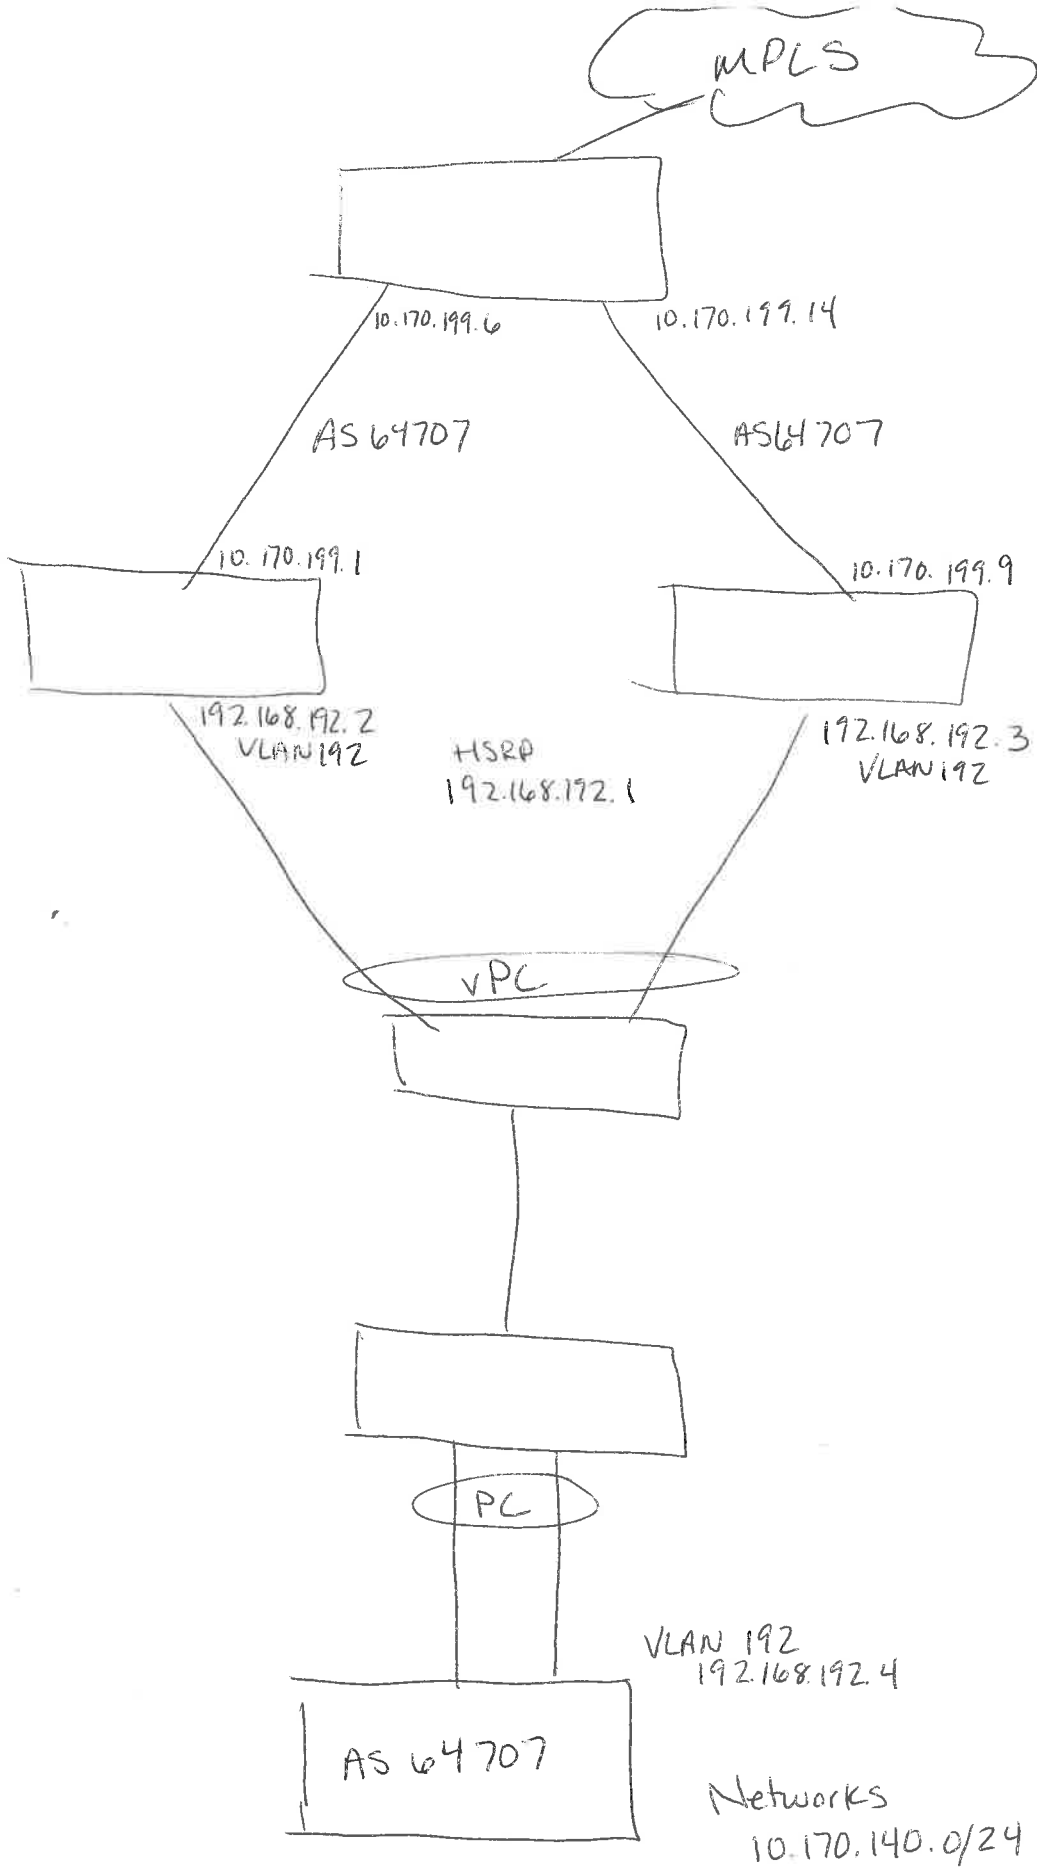 MPLS
10.170.199.6
10.170.199.14
AS 64707
AS64707
10.170.199.1
10.170.199.9
192.168.192.2
VLAN192
HSRP
192.168.192.1
192.168.192.3
VLAN192
vPC
PC
VLAN 192
192.168.192.4
AS 64707
Networks
10.170.140.0/24